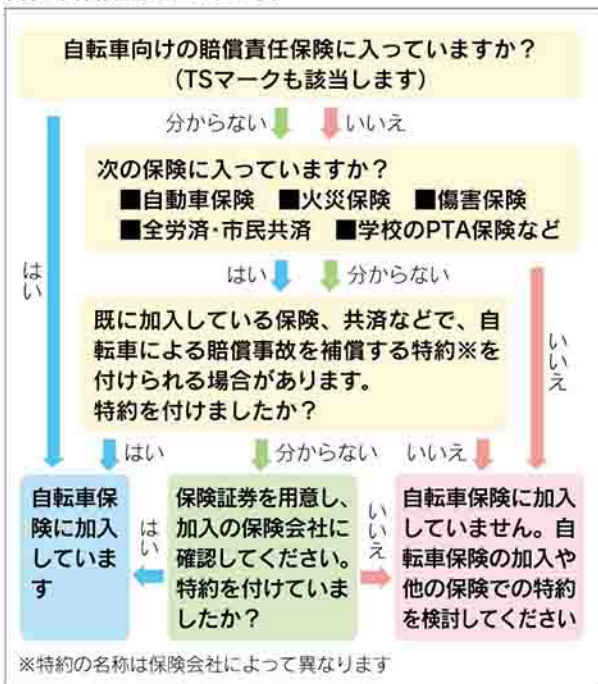 自転車向けの賠償責任保険に入っていますか？
（TSマークも該当します）
分からない
いいえ
次の保険に入っていますか？
■自動車保険　■火災保険　■傷害保険
■全労済・市民共済　■学校のPTA保険など
はい
はい
分からない
いいえ
既に加入している保険、共済などで、自
転車による賠償事故を補償する特約※を
付けられる場合があります。
特約を付けましたか？
はい
分からない
いいえ
自転車保
険に加入
していま
す
はい
保険証券を用意し、
加入の保険会社に
確認してください。
特約を付けていま
したか？
いいえ
自転車保険に加入
していません。自
転車保険の加入や
他の保険での特約
を検討してください
※特約の名称は保険会社によって異なります